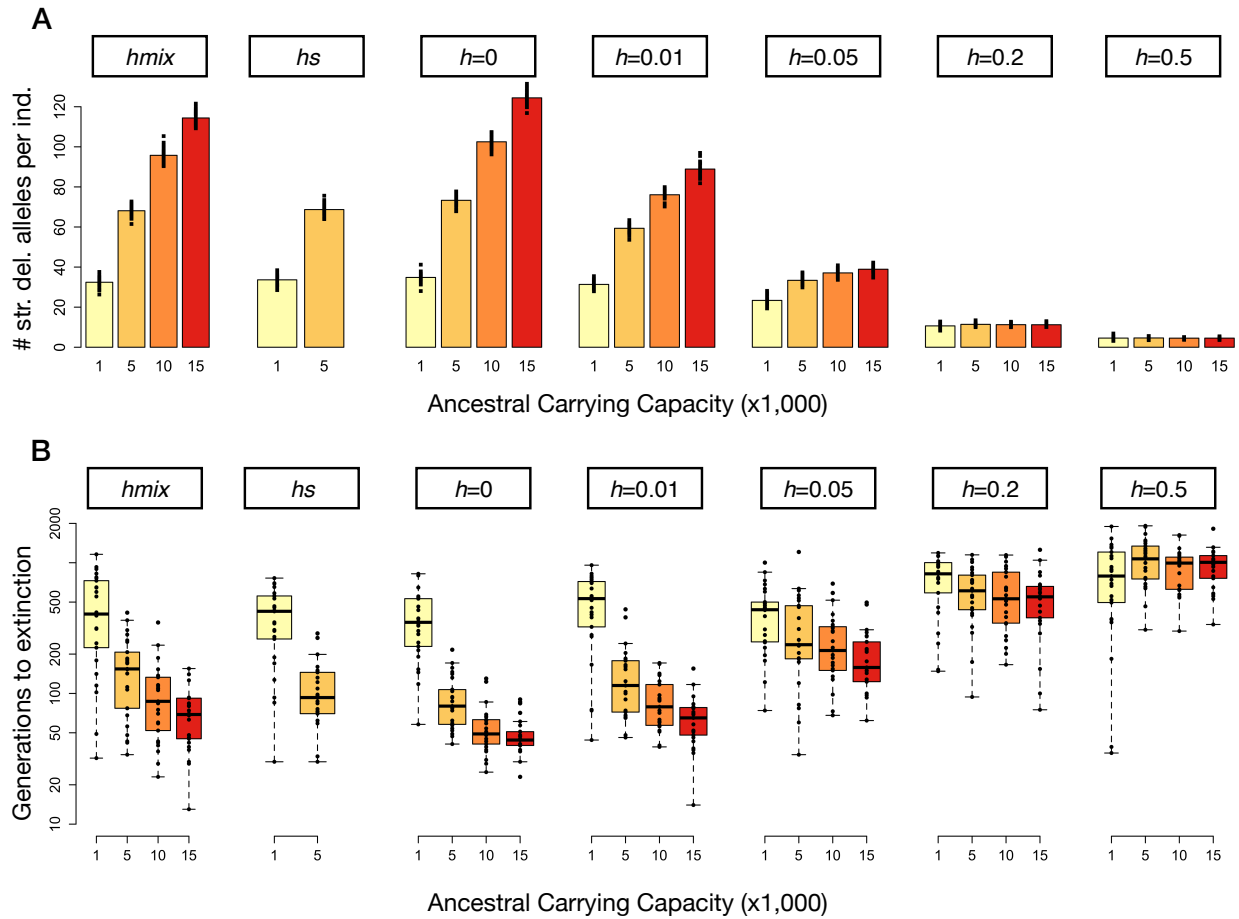 A
hmix hs h=0 h=0.01 h=0.05 h=0.2 h=0.5
# str. del. alleles per ind.
120
100
80
60
40
20
0
1 5 10 15 1 5 1 5 10 15 1 5 10 15 1 5 10 15 1 5 10 15 1 5 10 15
Ancestral Carrying Capacity (x1,000)
B
hmix hs h=0 h=0.01 h=0.05 h=0.2 h=0.5
Generations to extinction
2000
500
200
100
50
20
10
1 5 10 15 1 5 1 5 10 15 1 5 10 15 1 5 10 15 1 5 10 15 1 5 10 15
Ancestral Carrying Capacity (x1,000)